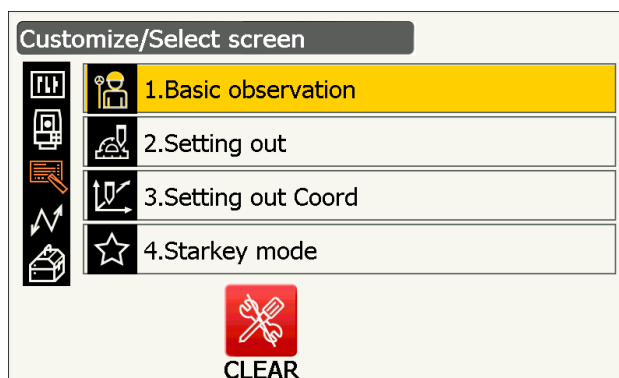 Customize/Select screen
1.Basic observation
2.Setting out
3.Setting out Coord
4.Starkey mode
CLEAR